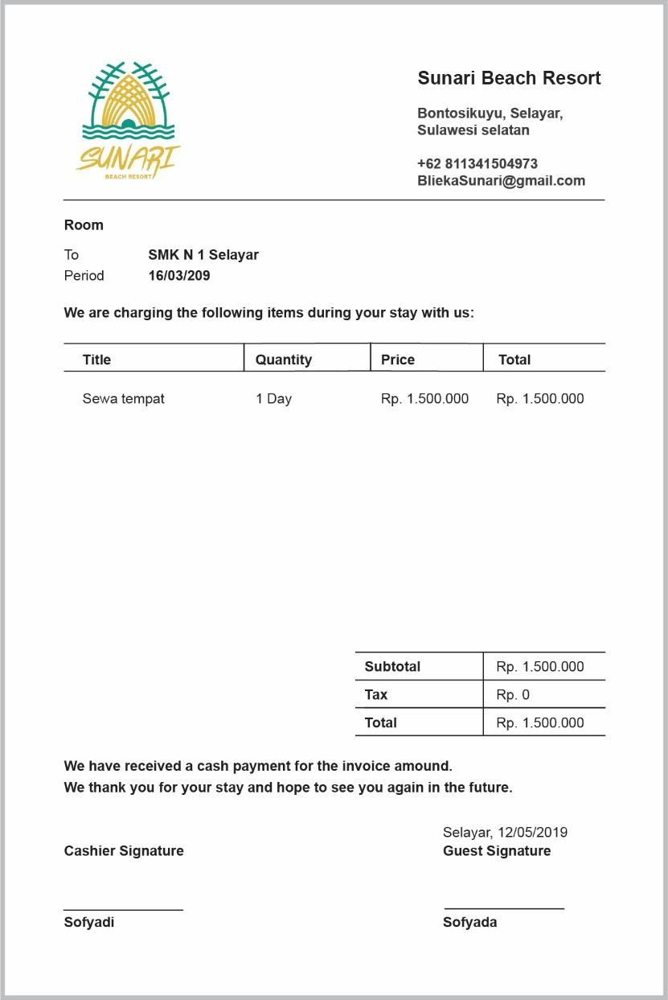 SUNARI
BEACH RESORT
Sunari Beach Resort
Bontosikuyu, Selayar,
Sulawesi selatan
+62 811341504973
BliekaSunari@gmail.com
Room
To SMK N 1 Selayar
Period 16/03/209
We are charging the following items during your stay with us:
Title Quantity Price Total
Sewa tempat 1 Day Rp. 1.500.000 Rp. 1.500.000
Subtotal Rp. 1.500.000
Tax Rp. 0
Total Rp. 1.500.000
We have received a cash payment for the invoice amound.
We thank you for your stay and hope to see you again in the future.
Selayar, 12/05/2019
Cashier Signature Guest Signature
Sofyadi Sofyada